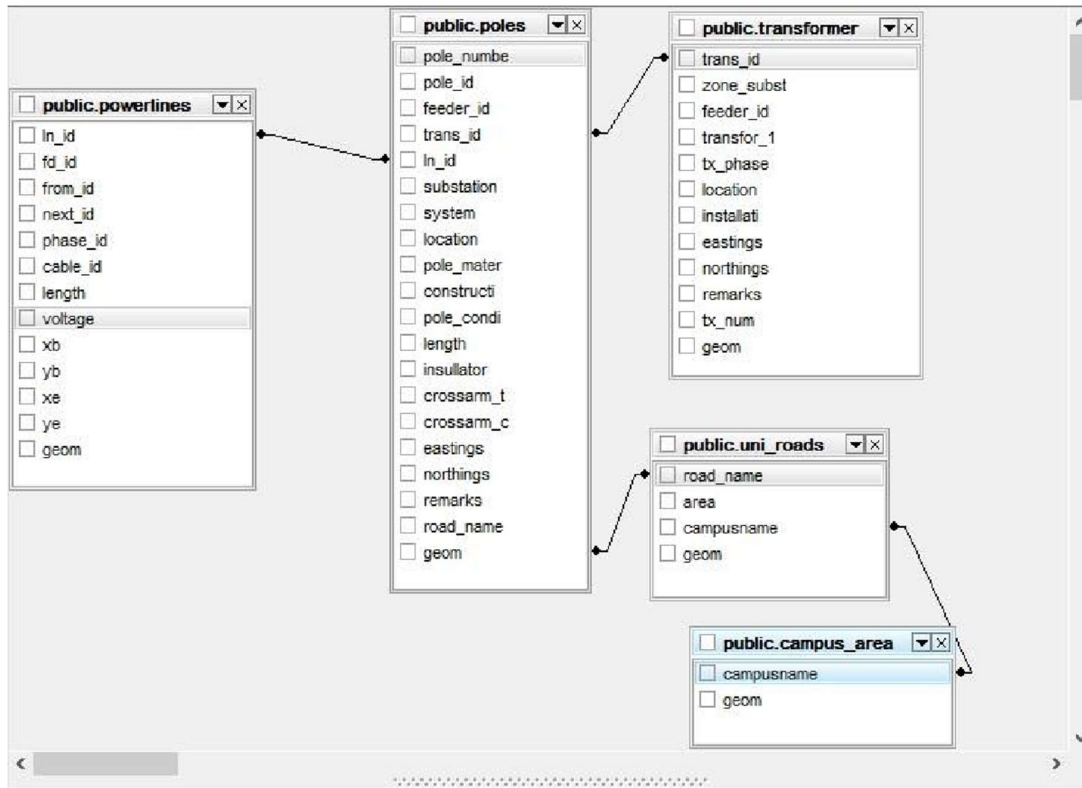 public.powerlines
ln_id
fd_id
from_id
next_id
phase_id
cable_id
length
voltage
xb
yb
xe
ye
geom
public.poles
pole_numbe
pole_id
feeder_id
trans_id
ln_id
substation
system
location
pole_mater
constructi
pole_condi
length
insullator
crossarm_t
crossarm_c
eastings
northings
remarks
road_name
geom
public.transformer
trans_id
zone_subst
feeder_id
transfor_1
tx_phase
location
installati
eastings
northings
remarks
tx_num
geom
public.uni_roads
road_name
area
campusname
geom
public.campus_area
campusname
geom